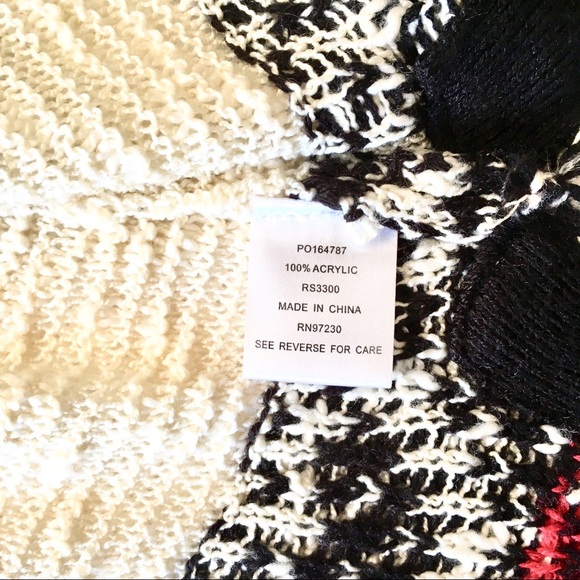 PO164787
100% ACRYLIC
RS3300
MADE IN CHINA
RN97230
SEE REVERSE FOR CARE